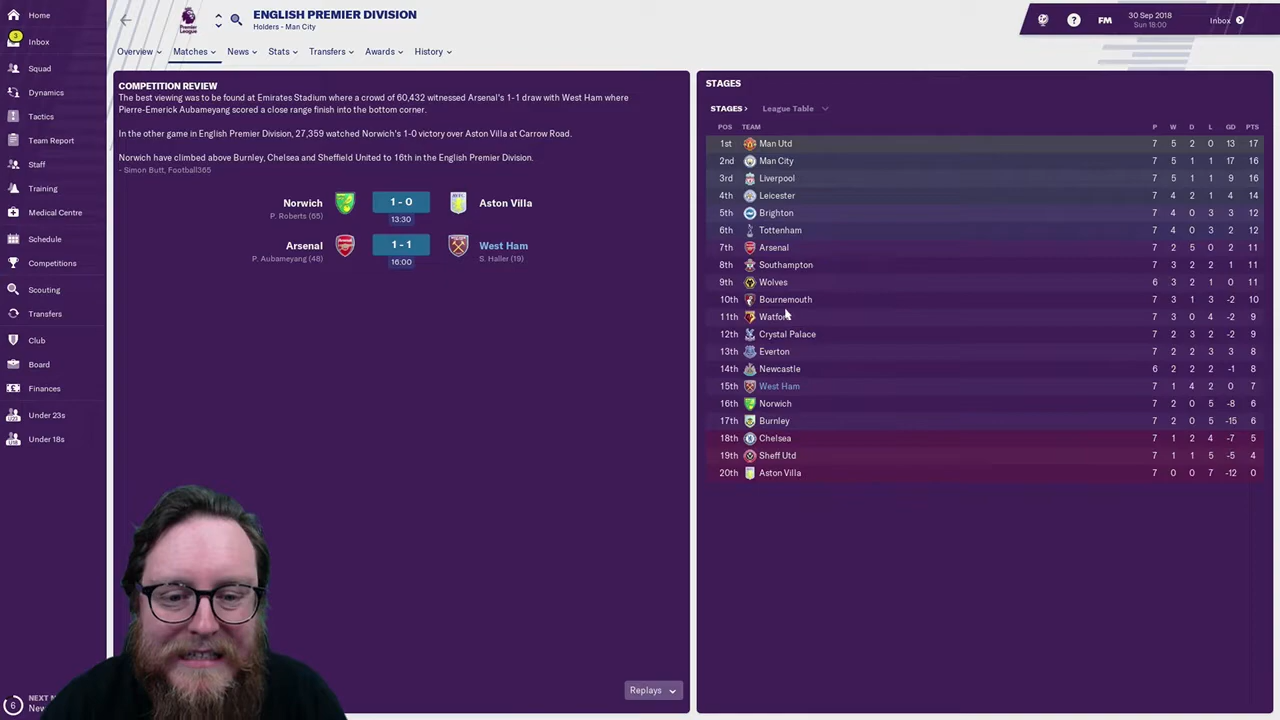 Home
3
Inbox
Squad
Dynamics
Tactics
Team Report
Staff
Training
Medical Centre
Schedule
Competitions
Scouting
Transfers
Club
Board
Finances
Under 23s
Under 18s
6
ENGLISH PREMIER DIVISION
Holders - Man City
30 Sep 2018
Sun 18:00
Inbox
FM
?
Overview
Matches
News
Stats
Transfers
Awards
History
COMPETITION REVIEW
The best viewing was to be found at Emirates Stadium where a crowd of 60,432 witnessed Arsenal's 1-1 draw with West Ham where
Pierre-Emerick Aubameyang scored a close range finish into the bottom corner.
In the other game in English Premier Division, 27,359 watched Norwich's 1-0 victory over Aston Villa at Carrow Road.
Norwich have climbed above Burnley, Chelsea and Sheffield United to 16th in the English Premier Division.
- Simon Butt, Football365
Norwich 1 - 0 Aston Villa
P. Roberts (65) 13:30
Arsenal 1 - 1 West Ham
P. Aubameyang (48) 16:00 S. Haller (19)
Replays
STAGES
STAGES › League Table
POS TEAM P W D L GD PTS
1st Man Utd 7 5 2 0 13 17
2nd Man City 7 5 1 1 17 16
3rd Liverpool 7 5 1 1 9 16
4th Leicester 7 4 2 1 4 14
5th Brighton 7 4 0 3 3 12
6th Tottenham 7 4 0 3 2 12
7th Arsenal 7 2 5 0 2 11
8th Southampton 7 3 2 2 1 11
9th Wolves 6 3 2 1 0 11
10th Bournemouth 7 3 1 3 -2 10
11th Watford 7 3 0 4 -2 9
12th Crystal Palace 7 2 3 2 -2 9
13th Everton 7 2 2 3 3 8
14th Newcastle 6 2 2 2 -1 8
15th West Ham 7 1 4 2 0 7
16th Norwich 7 2 0 5 -8 6
17th Burnley 7 2 0 5 -15 6
18th Chelsea 7 1 2 4 -7 5
19th Sheff Utd 7 1 1 5 -5 4
20th Aston Villa 7 0 0 7 -12 0